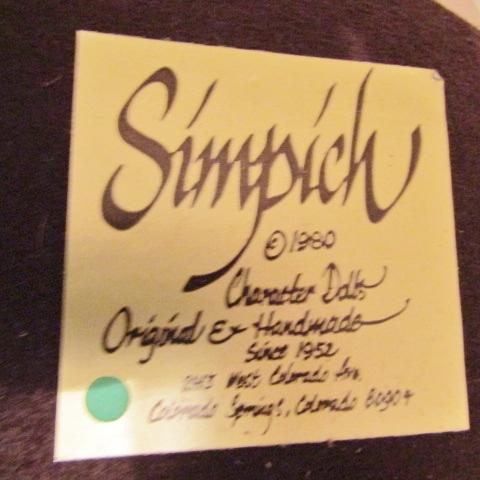 Simpich
©1980
Character Dolls
Original & Handmade
Since 1952
2413 West Colorado Ave.
Colorado Springs, Colorado 80904